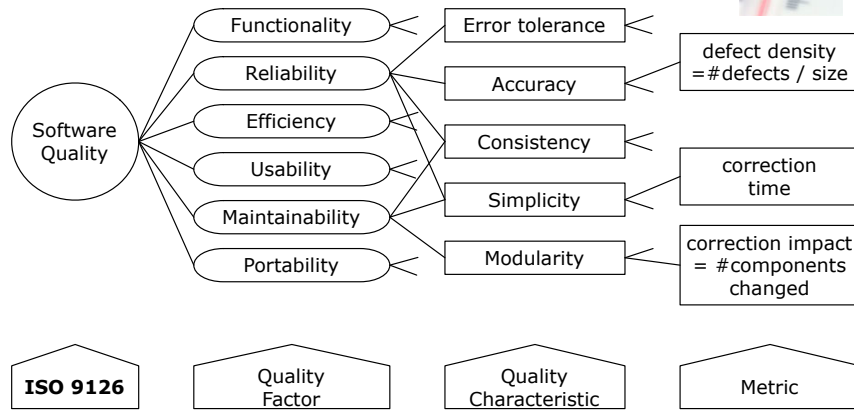 Software
Quality
Functionality
Reliability
Efficiency
Usability
Maintainability
Portability
Error tolerance
Accuracy
Consistency
Simplicity
Modularity
defect density
=#defects / size
correction
time
correction impact
= #components
changed
ISO 9126
Quality
Factor
Quality
Characteristic
Metric